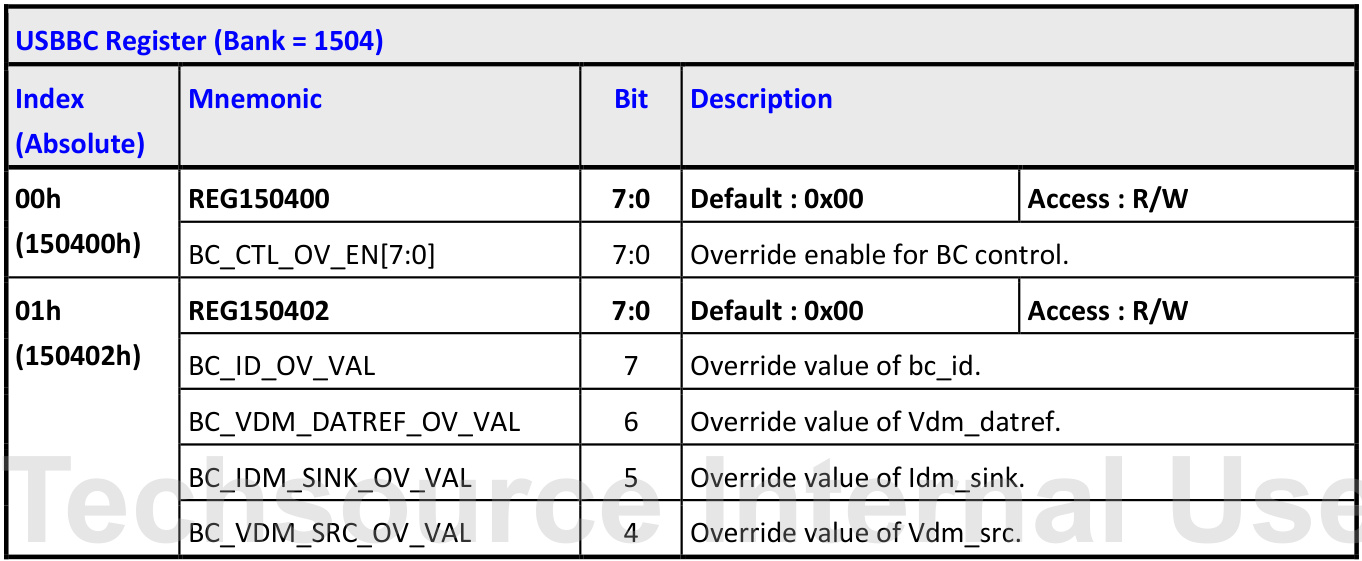 USBBC Register (Bank = 1504)
Index (Absolute) Mnemonic Bit Description
00h (150400h) REG150400 7:0 Default : 0x00 Access : R/W
BC_CTL_OV_EN[7:0] 7:0 Override enable for BC control.
01h (150402h) REG150402 7:0 Default : 0x00 Access : R/W
BC_ID_OV_VAL 7 Override value of bc_id.
BC_VDM_DATREF_OV_VAL 6 Override value of Vdm_datref.
BC_IDM_SINK_OV_VAL 5 Override value of Idm_sink.
BC_VDM_SRC_OV_VAL 4 Override value of Vdm_src.
Techsource Internal Use